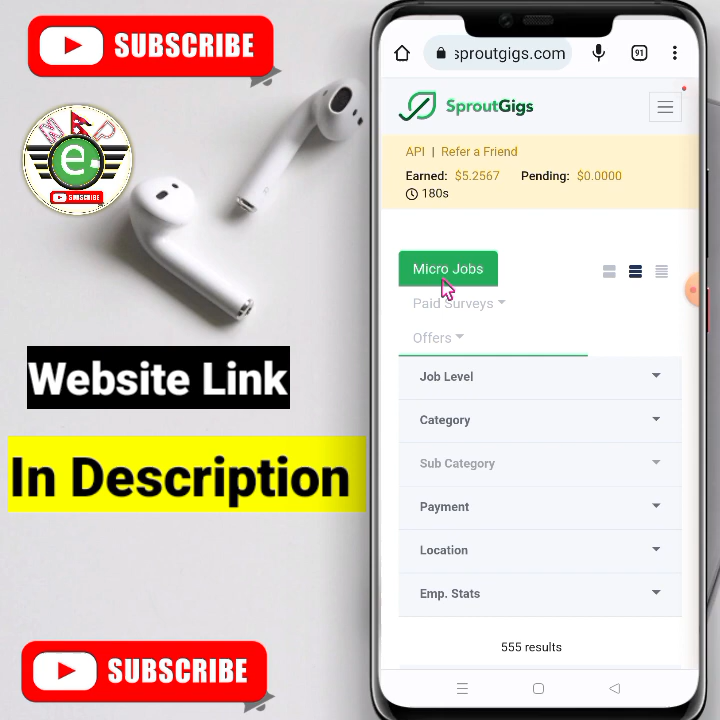 SUBSCRIBE
M P
e
SUBSCRIBE
Website Link
In Description
SUBSCRIBE
sproutgigs.com
91
SproutGigs
API | Refer a Friend
Earned: $5.2567 Pending: $0.0000
180s
Micro Jobs
Paid Surveys
Offers
Job Level
Category
Sub Category
Payment
Location
Emp. Stats
555 results